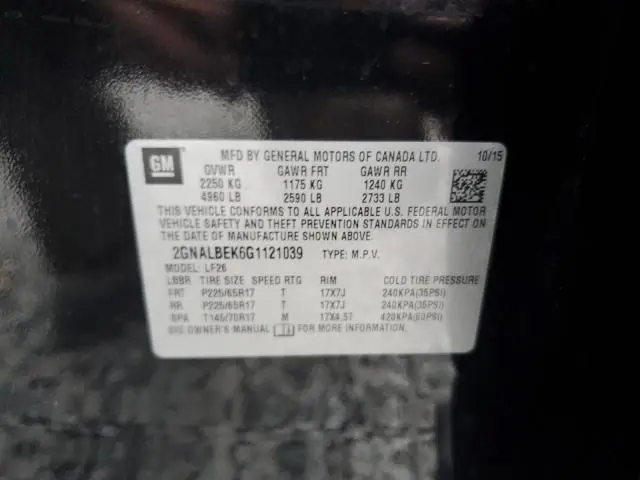 GM
MFD BY GENERAL MOTORS OF CANADA LTD. 10/15
GVWR GAWR FRT GAWR RR
2250 KG 1175 KG 1240 KG
4960 LB 2590 LB 2733 LB
THIS VEHICLE CONFORMS TO ALL APPLICABLE U.S. FEDERAL MOTOR
VEHICLE SAFETY AND THEFT PREVENTION STANDARDS IN EFFECT ON
THE DATE OF MANUFACTURE SHOWN ABOVE.
2GNALBEK6G1121039 TYPE: M.P.V.
MODEL: LF26
LBBR TIRE SIZE SPEED RTG RIM COLD TIRE PRESSURE
FRT P225/65R17 T 17X7J 240KPA(35PSI)
RR P225/65R17 T 17X7J 240KPA(35PSI)
SPA T145/70R17 M 17X4.5T 420KPA(60PSI)
SEE OWNER'S MANUAL FOR MORE INFORMATION.